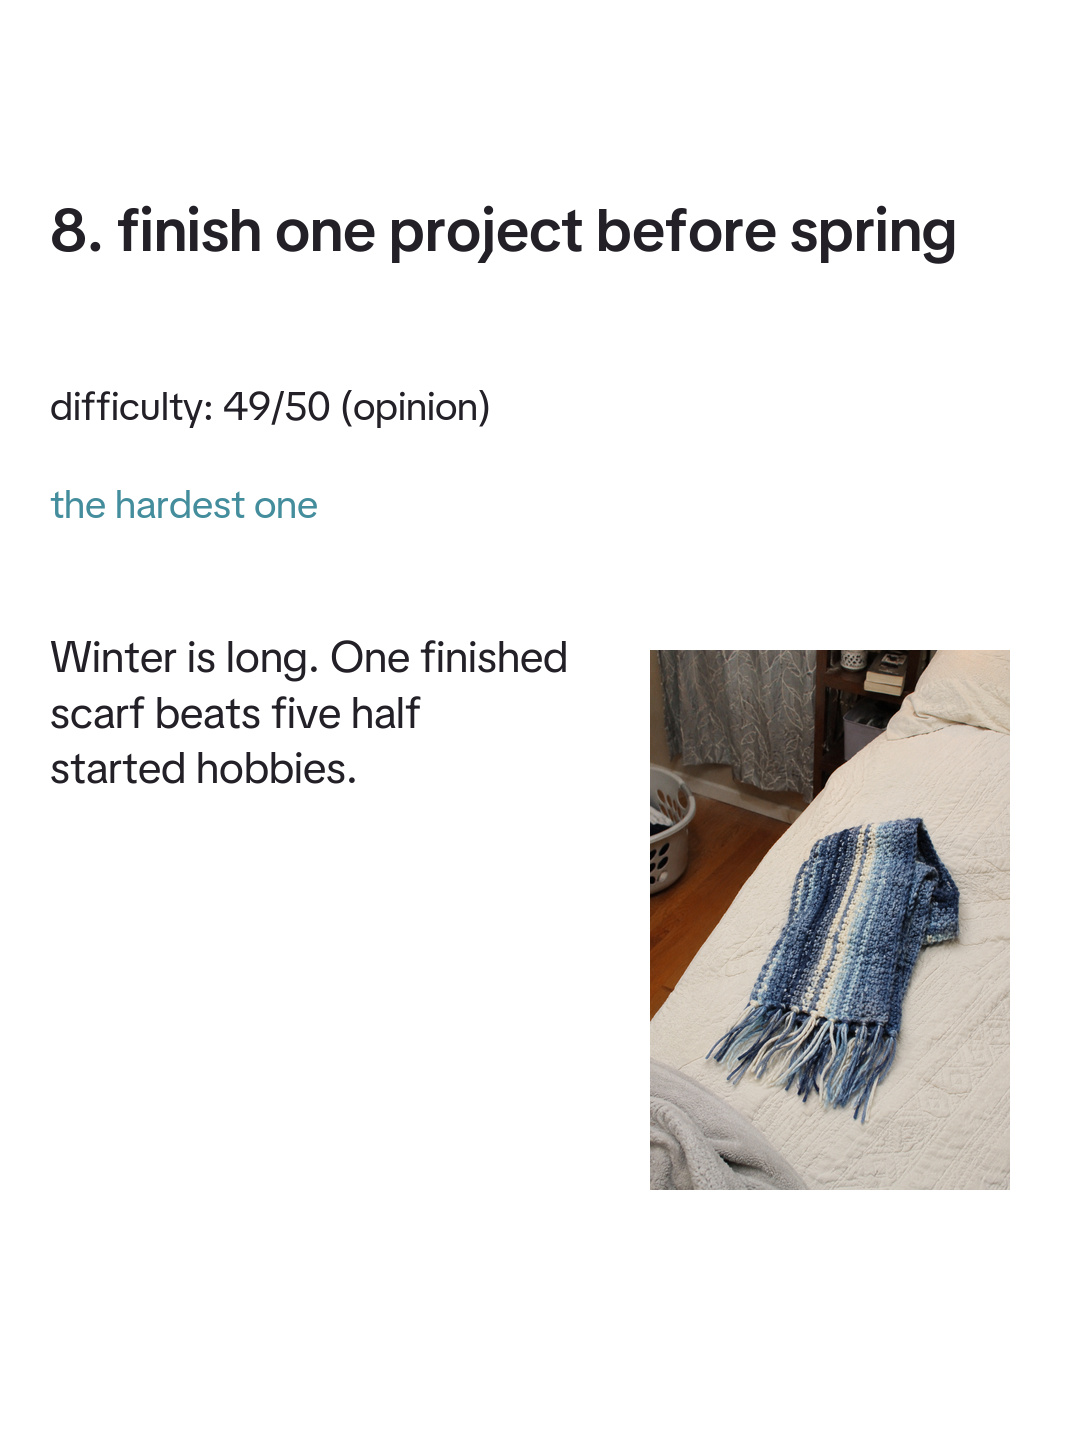 8. finish one project before spring
difficulty: 49/50 (opinion)
the hardest one
Winter is long. One finished
scarf beats five half
started hobbies.